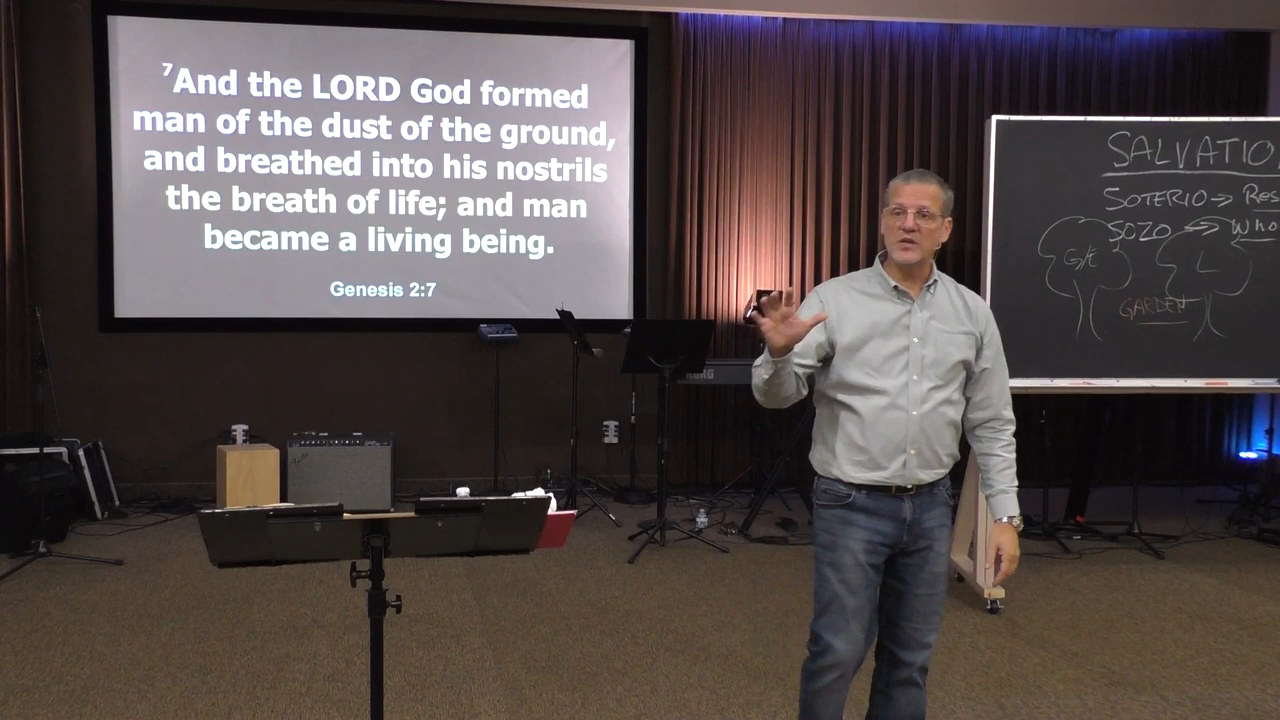 ⁷And the LORD God formed
man of the dust of the ground,
and breathed into his nostrils
the breath of life; and man
became a living being.
Genesis 2:7
SALVATIO
SOTERIO → Res
SOZO → Who
G/E
L
GARDEN
KORG